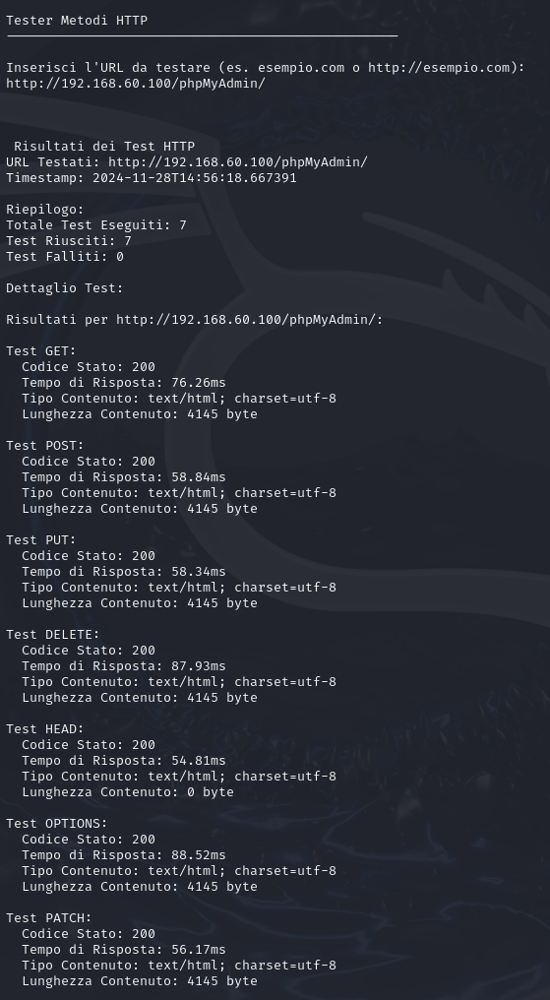 Tester Metodi HTTP
Inserisci l'URL da testare (es. esempio.com o http://esempio.com):
http://192.168.60.100/phpMyAdmin/
Risultati dei Test HTTP
URL Testati: http://192.168.60.100/phpMyAdmin/
Timestamp: 2024-11-28T14:56:18.667391
Riepilogo:
Totale Test Eseguiti: 7
Test Riusciti: 7
Test Falliti: 0
Dettaglio Test:
Risultati per http://192.168.60.100/phpMyAdmin/:
Test GET:
Codice Stato: 200
Tempo di Risposta: 76.26ms
Tipo Contenuto: text/html; charset=utf-8
Lunghezza Contenuto: 4145 byte
Test POST:
Codice Stato: 200
Tempo di Risposta: 58.84ms
Tipo Contenuto: text/html; charset=utf-8
Lunghezza Contenuto: 4145 byte
Test PUT:
Codice Stato: 200
Tempo di Risposta: 58.34ms
Tipo Contenuto: text/html; charset=utf-8
Lunghezza Contenuto: 4145 byte
Test DELETE:
Codice Stato: 200
Tempo di Risposta: 87.93ms
Tipo Contenuto: text/html; charset=utf-8
Lunghezza Contenuto: 4145 byte
Test HEAD:
Codice Stato: 200
Tempo di Risposta: 54.81ms
Tipo Contenuto: text/html; charset=utf-8
Lunghezza Contenuto: 0 byte
Test OPTIONS:
Codice Stato: 200
Tempo di Risposta: 88.52ms
Tipo Contenuto: text/html; charset=utf-8
Lunghezza Contenuto: 4145 byte
Test PATCH:
Codice Stato: 200
Tempo di Risposta: 56.17ms
Tipo Contenuto: text/html; charset=utf-8
Lunghezza Contenuto: 4145 byte